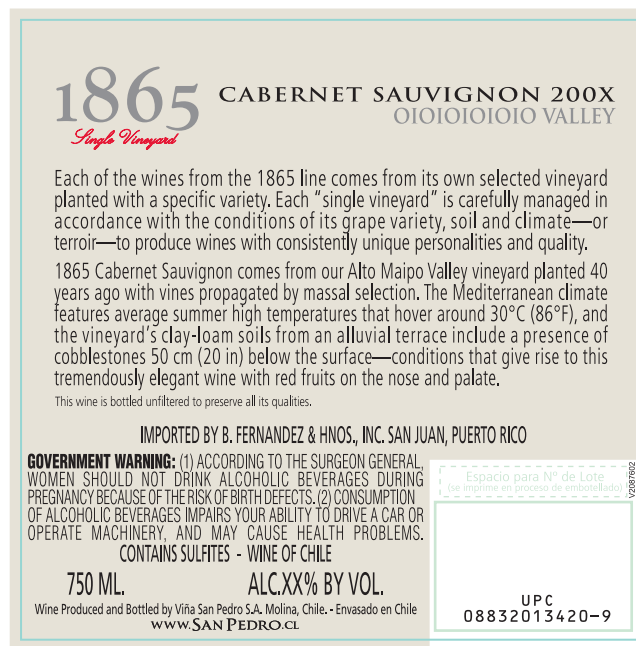 1865
Single Vineyard
CABERNET SAUVIGNON 200X
OIOIOIOIOIO VALLEY
Each of the wines from the 1865 line comes from its own selected vineyard
planted with a specific variety. Each “single vineyard” is carefully managed in
accordance with the conditions of its grape variety, soil and climate—or
terroir—to produce wines with consistently unique personalities and quality.
1865 Cabernet Sauvignon comes from our Alto Maipo Valley vineyard planted 40
years ago with vines propagated by massal selection. The Mediterranean climate
features average summer high temperatures that hover around 30°C (86°F), and
the vineyard’s clay-loam soils from an alluvial terrace include a presence of
cobblestones 50 cm (20 in) below the surface—conditions that give rise to this
tremendously elegant wine with red fruits on the nose and palate.
This wine is bottled unfiltered to preserve all its qualities.
IMPORTED BY B. FERNANDEZ & HNOS., INC. SAN JUAN, PUERTO RICO
GOVERNMENT WARNING: (1) ACCORDING TO THE SURGEON GENERAL,
WOMEN SHOULD NOT DRINK ALCOHOLIC BEVERAGES DURING
PREGNANCY BECAUSE OF THE RISK OF BIRTH DEFECTS. (2) CONSUMPTION
OF ALCOHOLIC BEVERAGES IMPAIRS YOUR ABILITY TO DRIVE A CAR OR
OPERATE MACHINERY, AND MAY CAUSE HEALTH PROBLEMS.
CONTAINS SULFITES - WINE OF CHILE
750 ML. ALC.XX% BY VOL.
Wine Produced and Bottled by Viña San Pedro S.A. Molina, Chile. - Envasado en Chile
WWW.SAN PEDRO.CL
Espacio para Nº de Lote
(se imprime en proceso de embotellado)
V2087602
UPC
08832013420-9